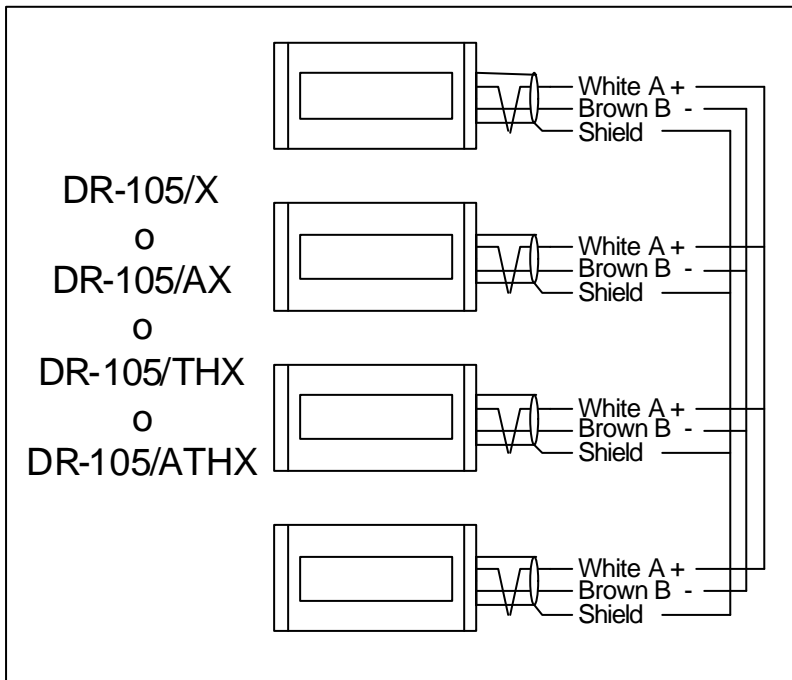 White A +
Brown B -
Shield
DR-105/X
o
DR-105/AX
o
DR-105/THX
o
DR-105/ATHX
White A +
Brown B -
Shield
White A +
Brown B -
Shield
White A +
Brown B -
Shield